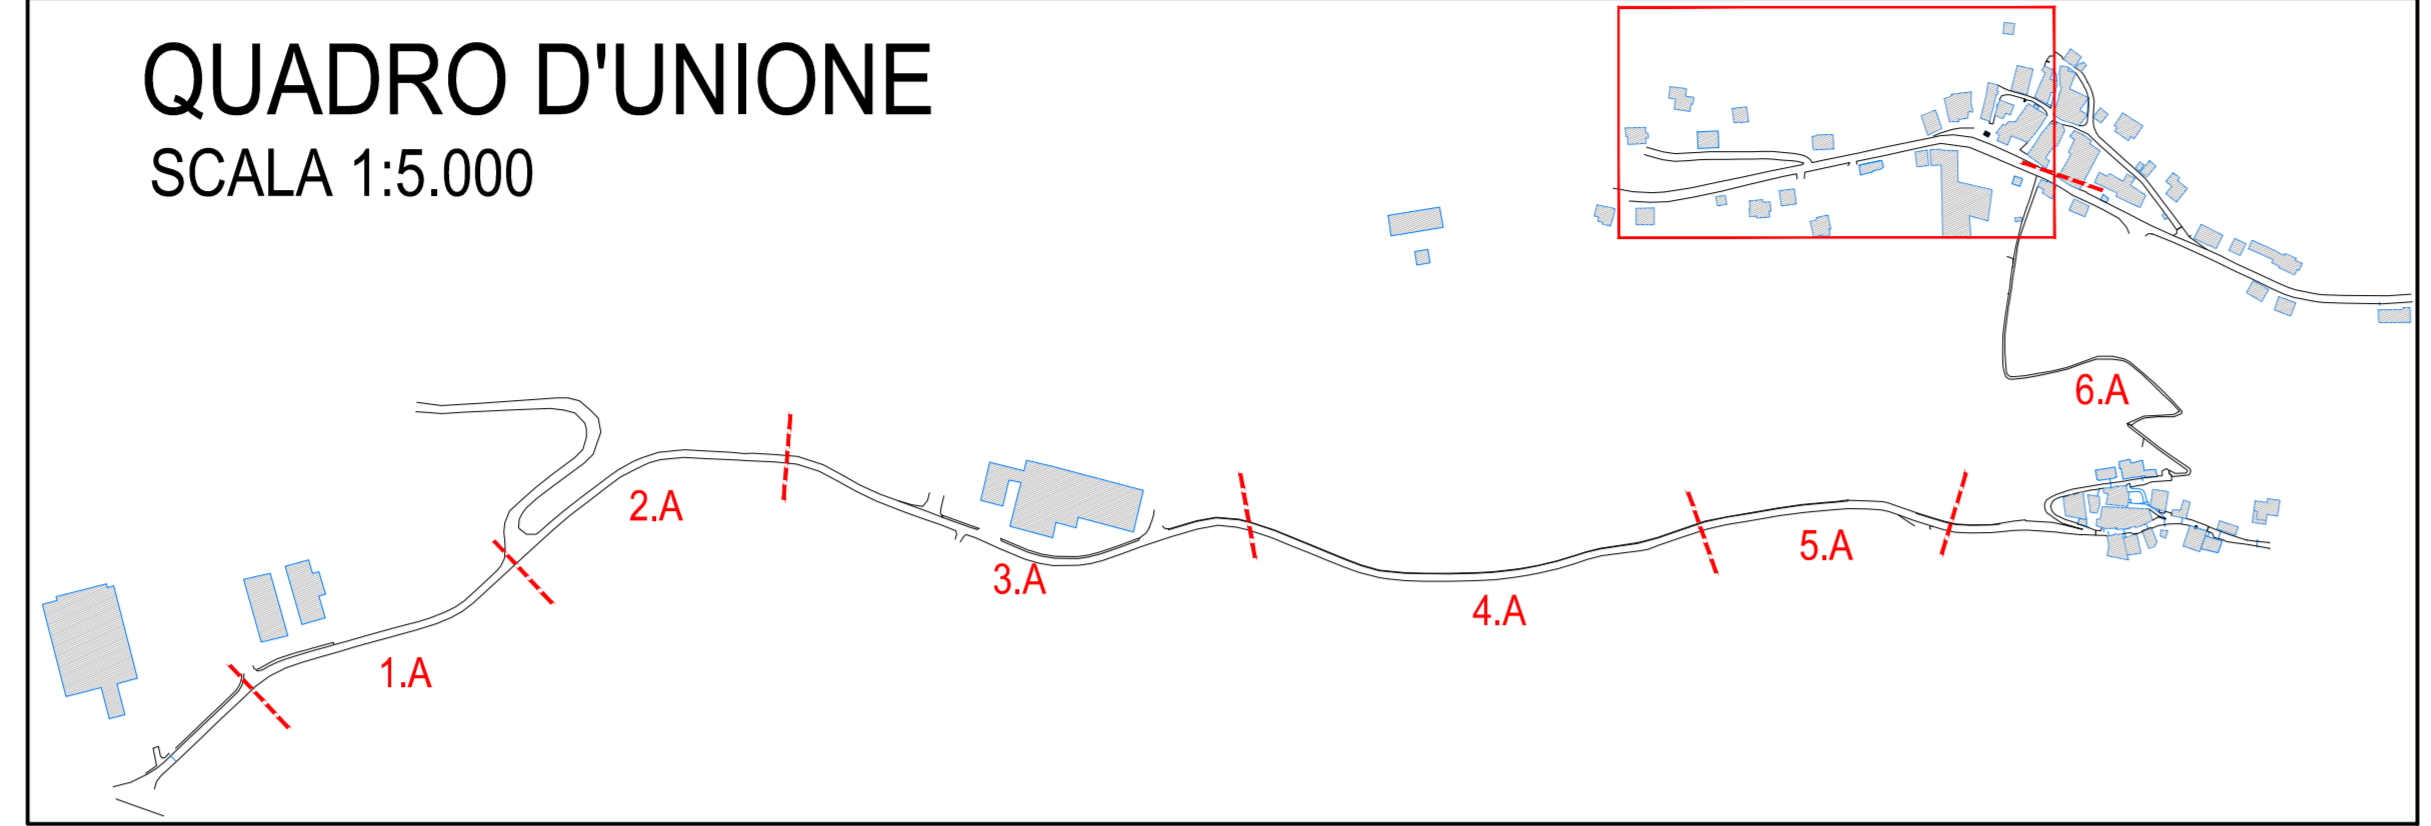 QUADRO D'UNIONE
SCALA 1:5.000
6.A
2.A
5.A
3.A
4.A
1.A